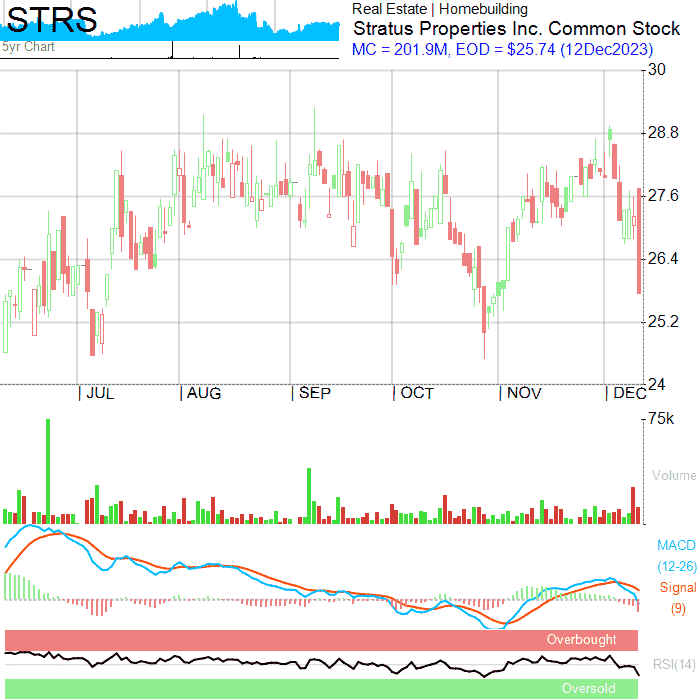 STRS
5yr Chart
Real Estate | Homebuilding
Stratus Properties Inc. Common Stock
MC = 201.9M, EOD = $25.74 (12Dec2023)
30
28.8
27.6
26.4
25.2
24
JUL AUG SEP OCT NOV DEC
75k
Volume
MACD
(12-26)
Signal
(9)
Overbought
RSI(14)
Oversold